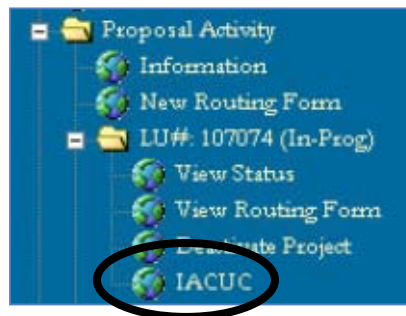 Proposal Activity
Information
New Routing Form
LU#: 107074 (In-Prog)
View Status
View Routing Form
Deactivate Project
IACUC